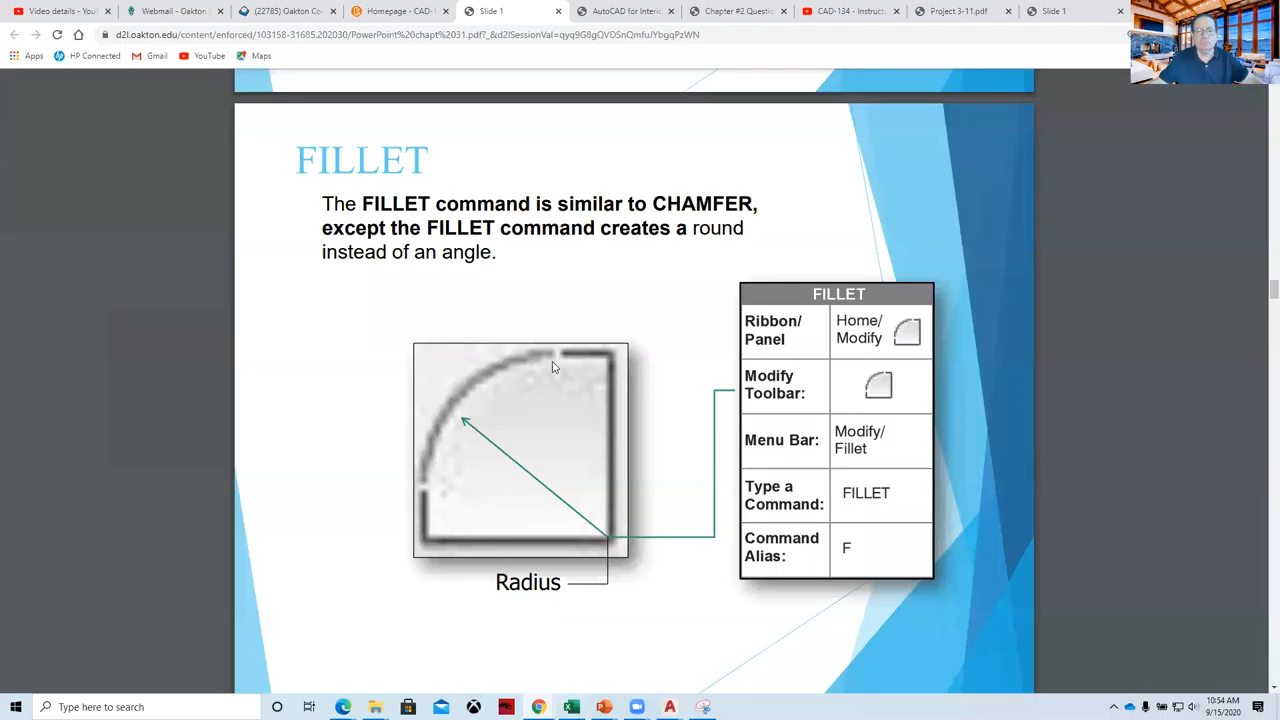 Video details - YouT
Webmail - Oakton
(22785) Oakton Co
Homepage - CAD-1
Slide 1
AutoCAD for Interio
Chapter #2 Questio
CAD-134 - Instruct
Project 3-11.pdf
Slide 1
d2l.oakton.edu/content/enforced/103158-31685.202030/PowerPoint%20chapt%2031.pdf?_&d2lSessionVal=qyq9G8gQVDSnQmfuJYbgqPzWN
Apps
HP Connected
Gmail
YouTube
Maps
FILLET
The FILLET command is similar to CHAMFER,
except the FILLET command creates a round
instead of an angle.
Radius
FILLET
Ribbon/
Panel
Home/
Modify
Modify
Toolbar:
Menu Bar:
Modify/
Fillet
Type a
Command:
FILLET
Command
Alias:
F
Type here to search
10:54 AM
9/15/2020